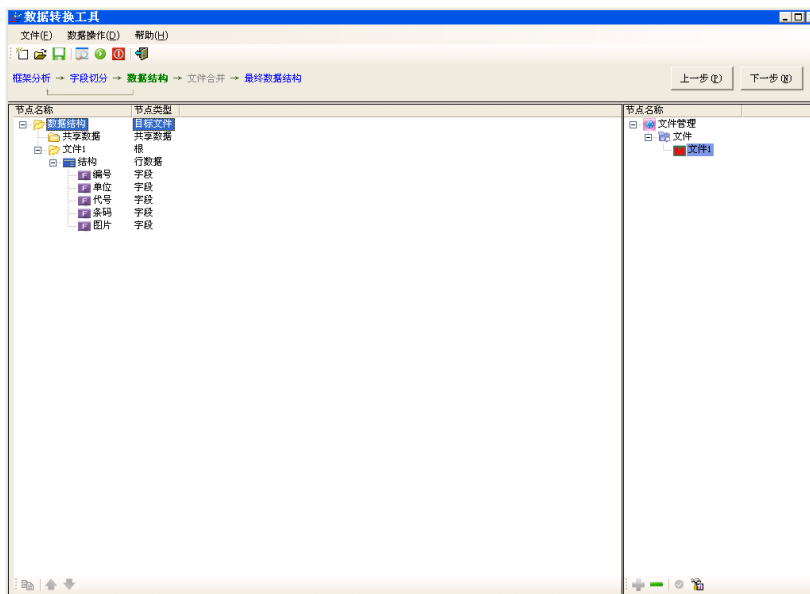 数据转换工具
文件(F) 数据操作(D) 帮助(H)
框架分析 → 字段切分 → 数据结构 → 文件合并 → 最终数据结构
上一步(P) 下一步(N)
节点名称 节点类型
数据结构 目标文件
共享数据 共享数据
文件1 根
结构 行数据
编号 字段
单位 字段
代号 字段
条码 字段
图片 字段
节点名称
文件管理
文件
文件1